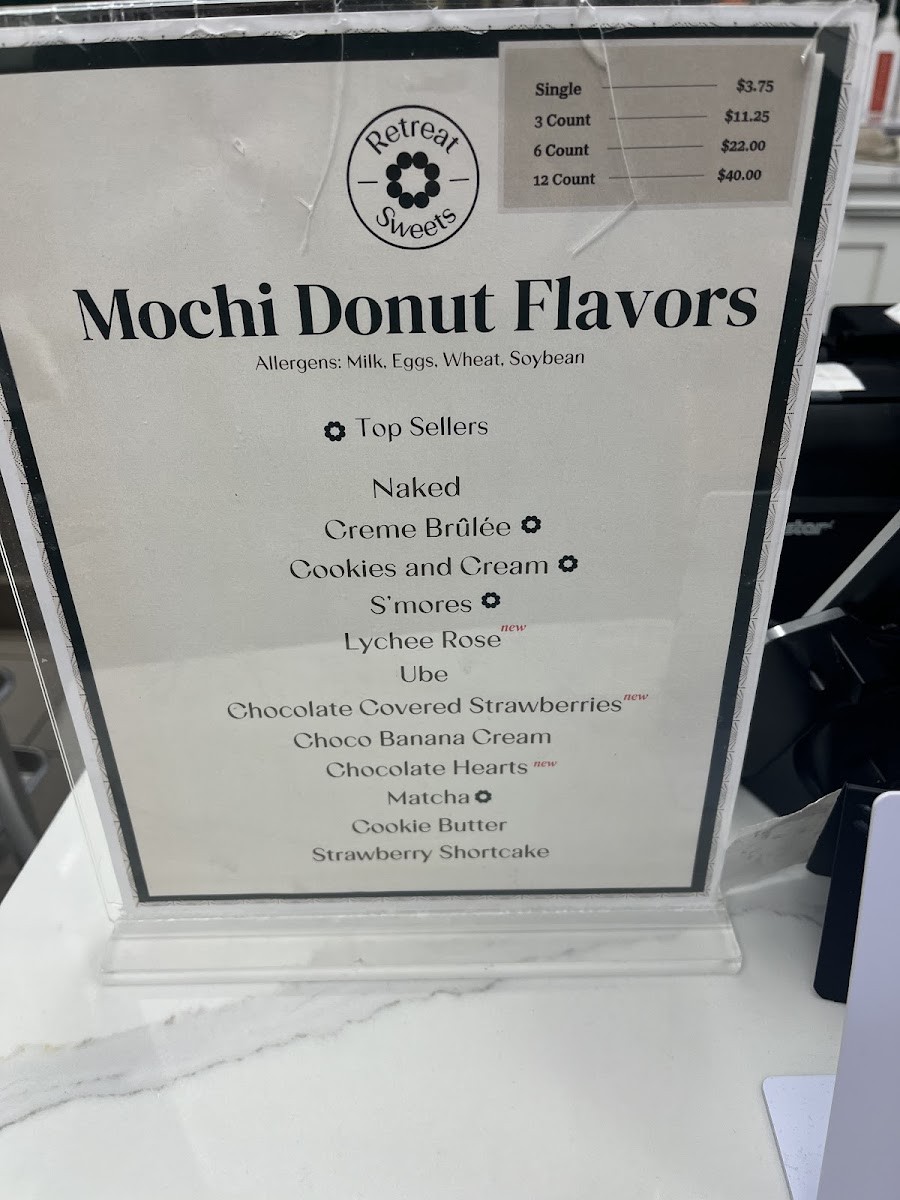 Single $3.75
3 Count $11.25
6 Count $22.00
12 Count $40.00
Retreat
Sweets
Mochi Donut Flavors
Allergens: Milk, Eggs, Wheat, Soybean
Top Sellers
Naked
Creme Brûlée
Cookies and Cream
S'mores
Lychee Rose new
Ube
Chocolate Covered Strawberries new
Choco Banana Cream
Chocolate Hearts new
Matcha
Cookie Butter
Strawberry Shortcake